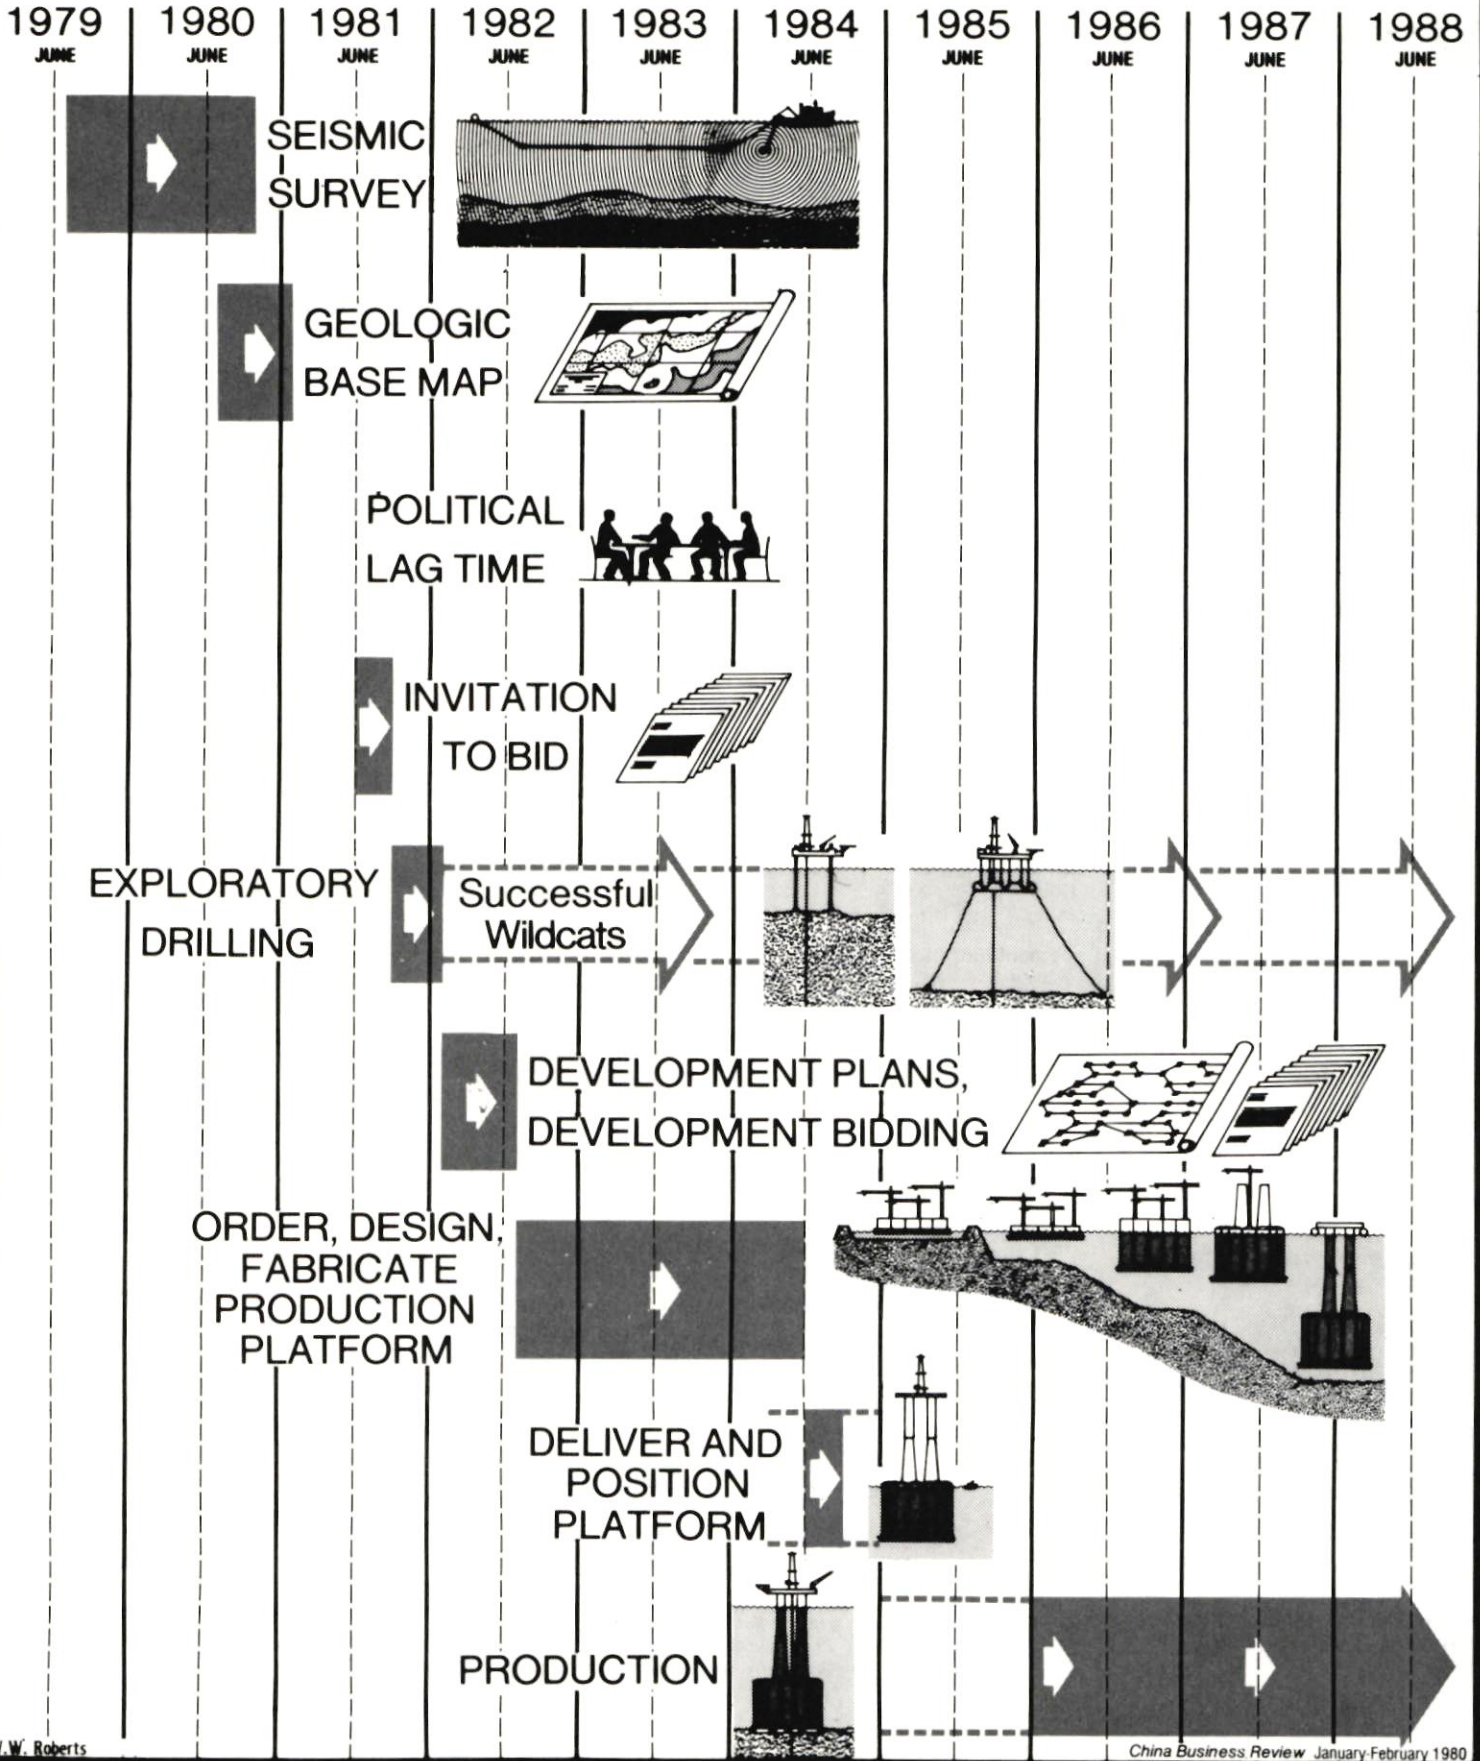 1979 1980 1981 1982 1983 1984 1985 1986 1987 1988
JUNE JUNE JUNE JUNE JUNE JUNE JUNE JUNE JUNE JUNE
SEISMIC
SURVEY
GEOLOGIC
BASE MAP
POLITICAL
LAG TIME
INVITATION
TO BID
EXPLORATORY
DRILLING
Successful
Wildcats
DEVELOPMENT PLANS,
DEVELOPMENT BIDDING
ORDER, DESIGN,
FABRICATE
PRODUCTION
PLATFORM
DELIVER AND
POSITION
PLATFORM
PRODUCTION
.W. Roberts
China Business Review January-February 1980